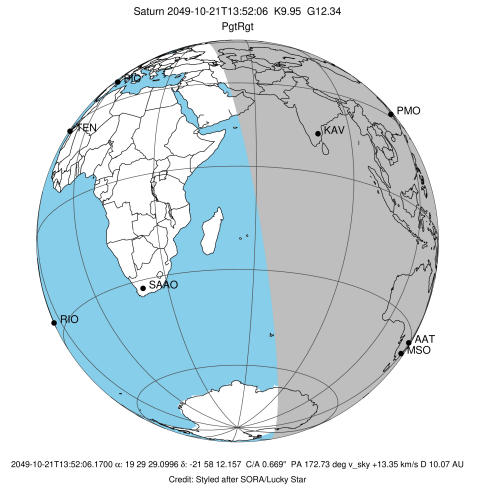 Saturn 2049-10-21T13:52:06 K9.95 G12.34
PgtRgt
PIC
PMO
TEN
KAV
SAAO
RIO
AAT
MSO
2049-10-21T13:52:06.1700 α: 19 29 29.0996 δ: -21 58 12.157 C/A 0.669" PA 172.73 deg v_sky +13.35 km/s D 10.07 AU
Credit: Styled after SORA/Lucky Star